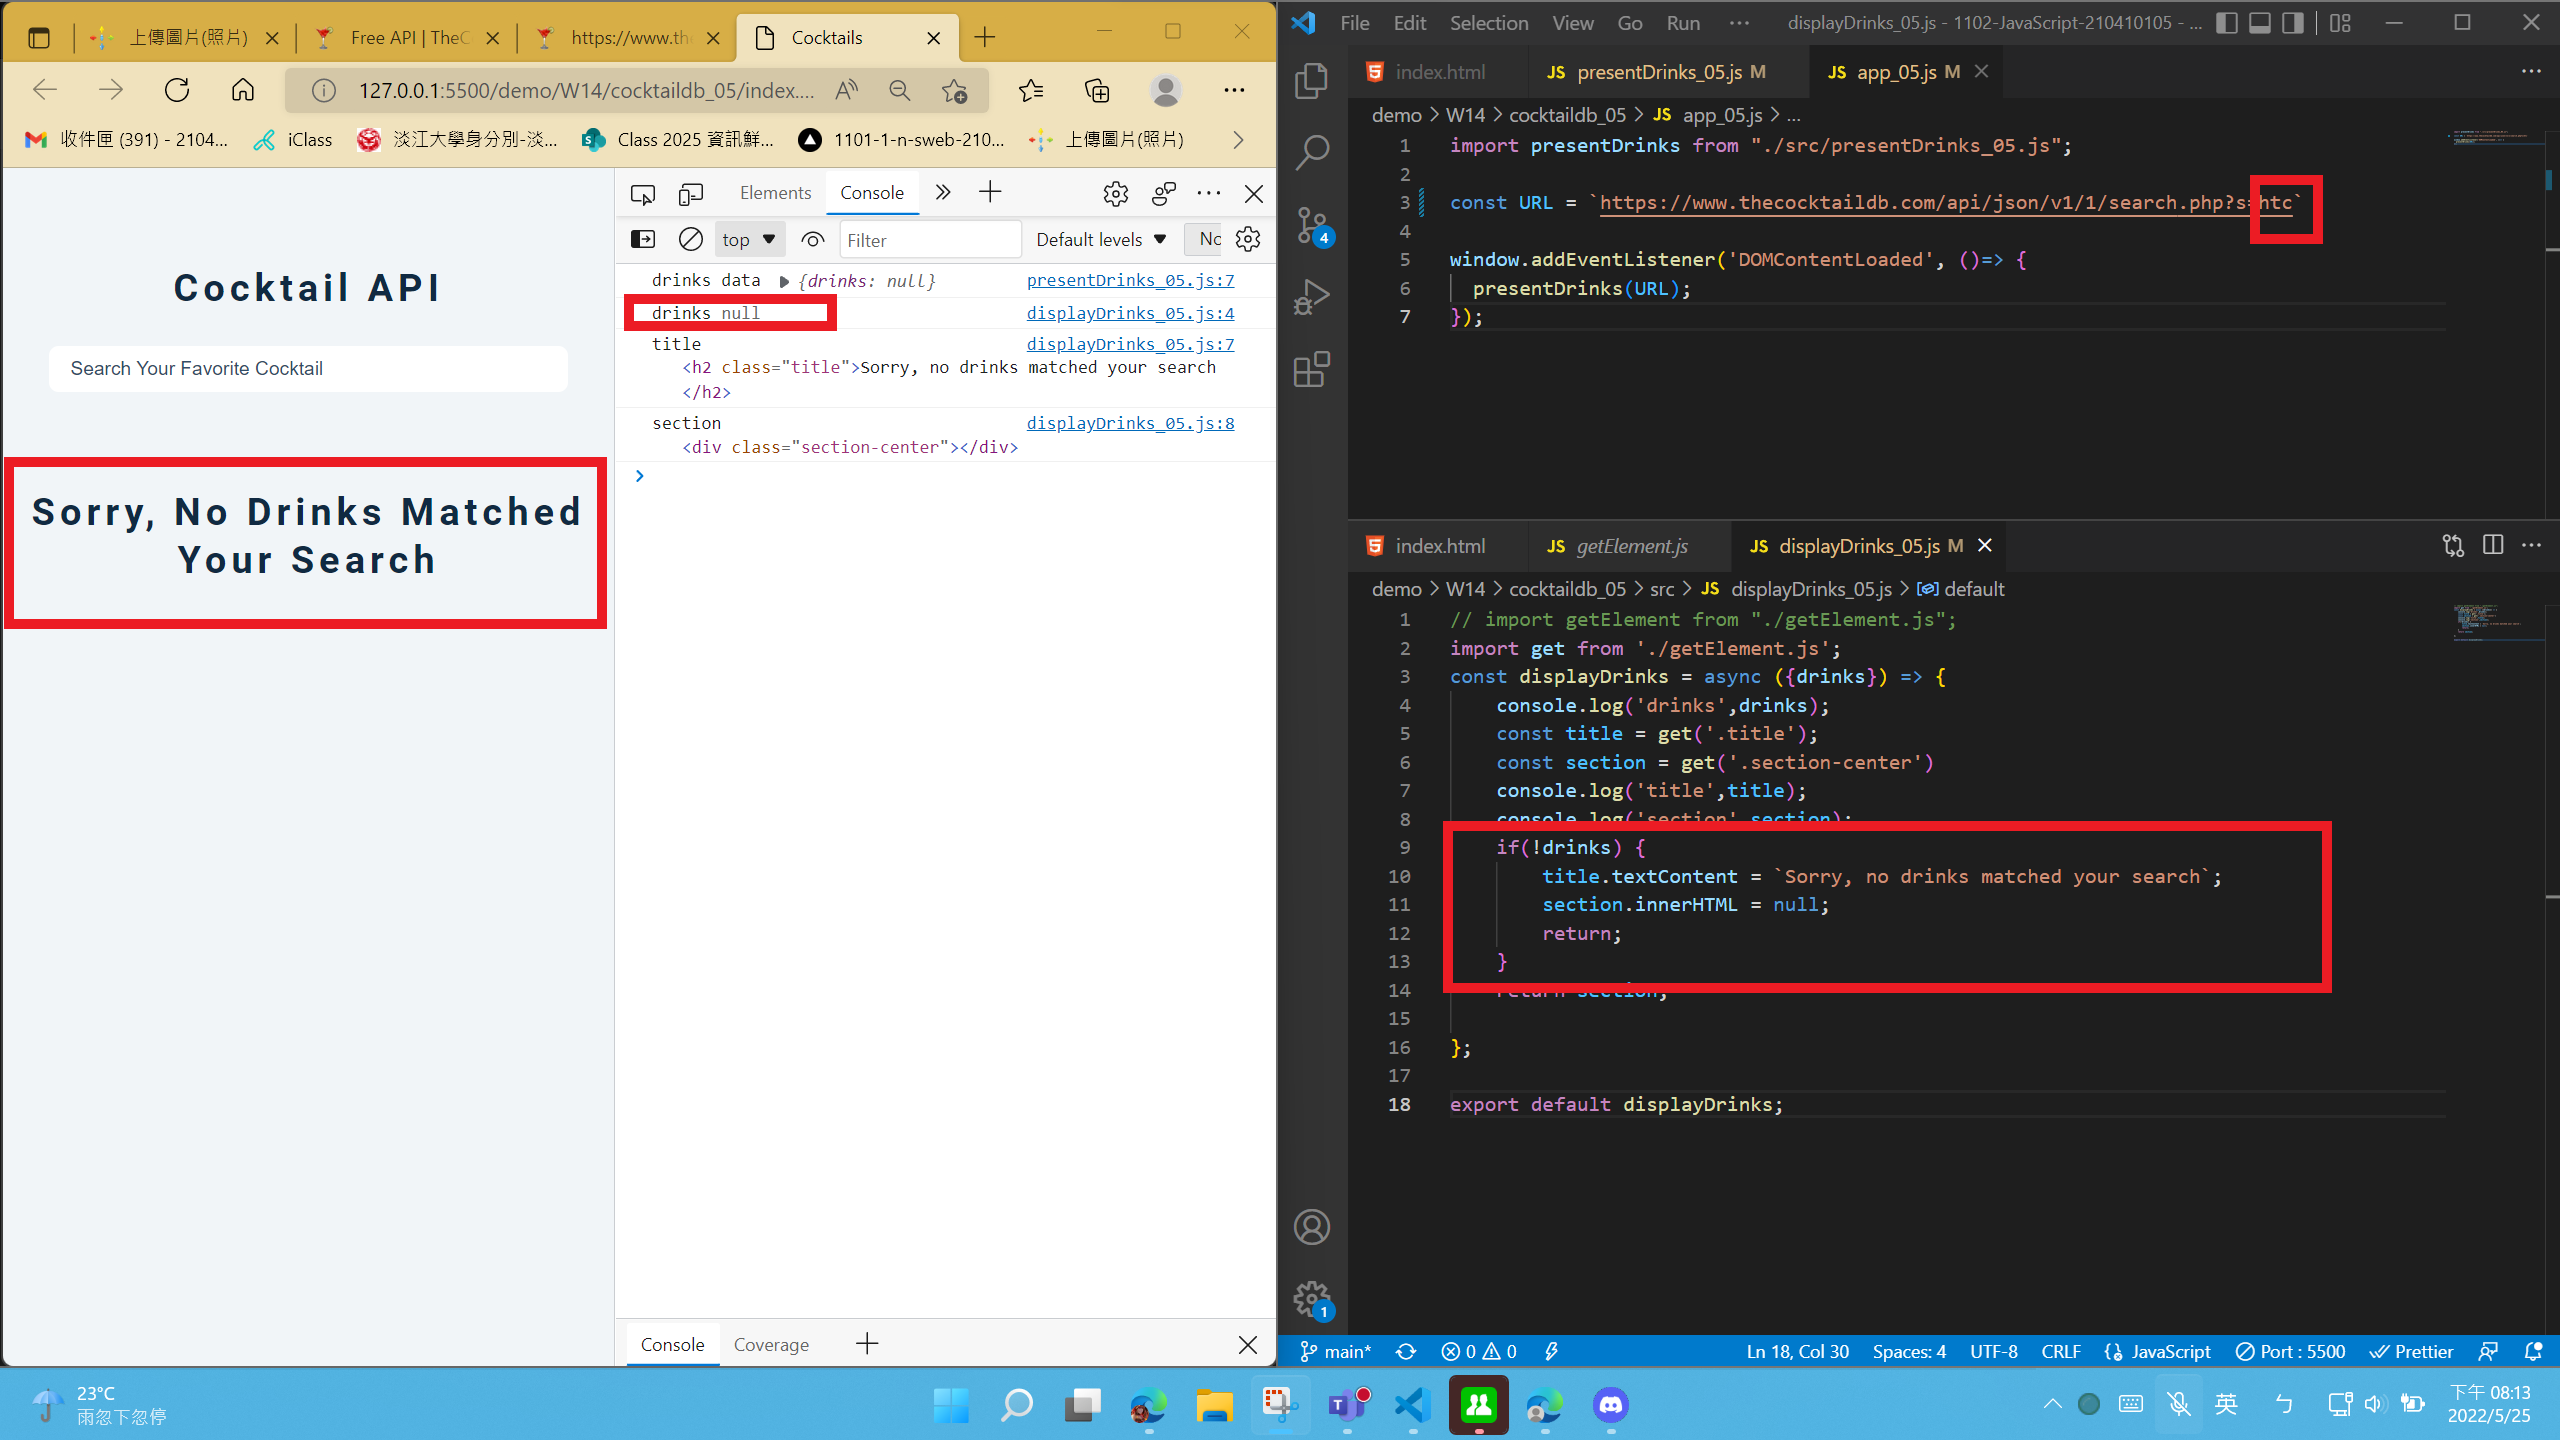 上傳圖片(照片)
Free API | TheC
https://www.the
Cocktails
127.0.0.1:5500/demo/W14/cocktaildb_05/index....
收件匣 (391) - 2104...
iClass
淡江大學身分別-淡...
Class 2025 資訊鮮...
1101-1-n-sweb-210...
上傳圖片(照片)
Cocktail API
Search Your Favorite Cocktail
Sorry, No Drinks Matched
Your Search
Elements
Console
top
Filter
Default levels
No
drinks data {drinks: null} presentDrinks_05.js:7
drinks null displayDrinks_05.js:4
title displayDrinks_05.js:7
<h2 class="title">Sorry, no drinks matched your search
</h2>
section displayDrinks_05.js:8
<div class="section-center"></div>
Console
Coverage
File Edit Selection View Go Run ··· displayDrinks_05.js - 1102-JavaScript-210410105 - ...
index.html
JS presentDrinks_05.js M
JS app_05.js M
demo > W14 > cocktaildb_05 > JS app_05.js > ...
1 import presentDrinks from "./src/presentDrinks_05.js";
2
3 const URL = `https://www.thecocktaildb.com/api/json/v1/1/search.php?s=htc`
4
5 window.addEventListener('DOMContentLoaded', ()=> {
6 presentDrinks(URL);
7 });
4
index.html
JS getElement.js
JS displayDrinks_05.js M
demo > W14 > cocktaildb_05 > src > JS displayDrinks_05.js > default
1 // import getElement from "./getElement.js";
2 import get from './getElement.js';
3 const displayDrinks = async ({drinks}) => {
4 console.log('drinks',drinks);
5 const title = get('.title');
6 const section = get('.section-center')
7 console.log('title',title);
8 console.log('section',section);
9 if(!drinks) {
10 title.textContent = `Sorry, no drinks matched your search`;
11 section.innerHTML = null;
12 return;
13 }
14 return section;
15
16 };
17
18 export default displayDrinks;
1
main* 0 0 Ln 18, Col 30 Spaces: 4 UTF-8 CRLF JavaScript Port : 5500 Prettier
23°C
雨忽下忽停
英
ㄅ
下午 08:13
2022/5/25